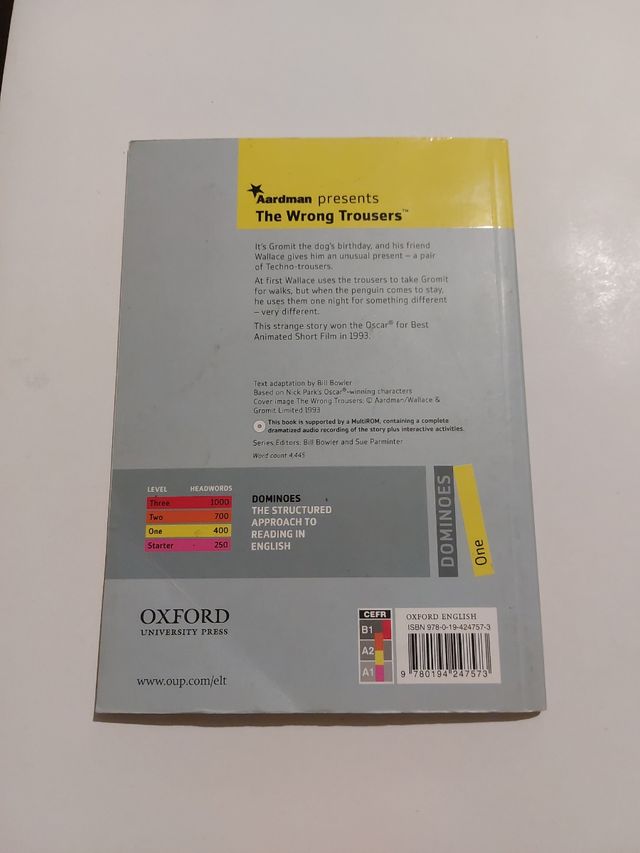 Aardman presents
The Wrong Trousers™
It's Gromit the dog's birthday, and his friend
Wallace gives him an unusual present – a pair
of Techno-trousers.
At first Wallace uses the trousers to take Gromit
for walks, but when the penguin comes to stay,
he uses them one night for something different
– very different.
This strange story won the Oscar® for Best
Animated Short Film in 1993.
Text adaptation by Bill Bowler
Based on Nick Park's Oscar®-winning characters
Cover image The Wrong Trousers: © Aardman/Wallace &
Gromit Limited 1993
This book is supported by a MultiROM, containing a complete
dramatized audio recording of the story plus interactive activities.
Series Editors: Bill Bowler and Sue Parminter
Word count 4,445
LEVEL HEADWORDS
Three 1000
Two 700
One 400
Starter 250
DOMINOES
THE STRUCTURED
APPROACH TO
READING IN
ENGLISH
DOMINOES
One
OXFORD
UNIVERSITY PRESS
www.oup.com/elt
CEFR
B1
A2
A1
OXFORD ENGLISH
ISBN 978-0-19-424757-3
9 780194 247573